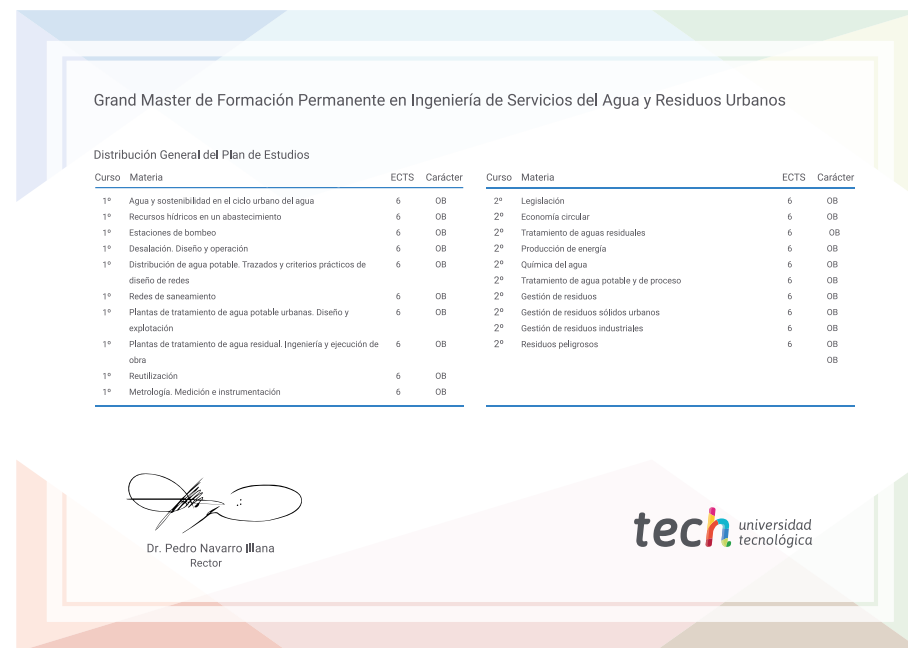 Grand Master de Formación Permanente en Ingeniería de Servicios del Agua y Residuos Urbanos
Distribución General del Plan de Estudios
Curso Materia ECTS Carácter
1º Agua y sostenibilidad en el ciclo urbano del agua 6 OB
1º Recursos hídricos en un abastecimiento 6 OB
1º Estaciones de bombeo 6 OB
1º Desalación. Diseño y operación 6 OB
1º Distribución de agua potable. Trazados y criterios prácticos de 6 OB
diseño de redes
1º Redes de saneamiento 6 OB
1º Plantas de tratamiento de agua potable urbanas. Diseño y 6 OB
explotación
1º Plantas de tratamiento de agua residual. Ingeniería y ejecución de 6 OB
obra
1º Reutilización 6 OB
1º Metrología. Medición e instrumentación 6 OB
Curso Materia ECTS Carácter
2º Legislación 6 OB
2º Economía circular 6 OB
2º Tratamiento de aguas residuales 6 OB
2º Producción de energía 6 OB
2º Química del agua 6 OB
2º Tratamiento de agua potable y de proceso 6 OB
2º Gestión de residuos 6 OB
2º Gestión de residuos sólidos urbanos 6 OB
2º Gestión de residuos industriales 6 OB
2º Residuos peligrosos 6 OB
OB
Dr. Pedro Navarro Illana
Rector
tech universidad
tecnológica